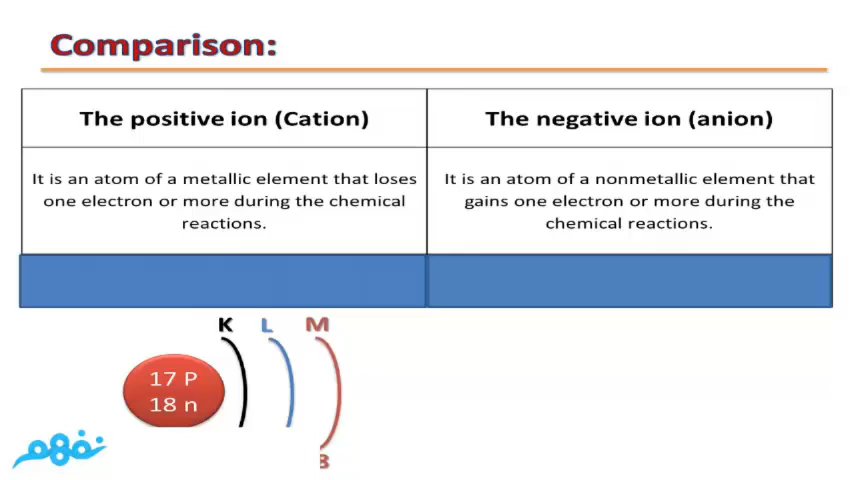 Comparison:
The positive ion (Cation)
The negative ion (anion)
It is an atom of a metallic element that loses
one electron or more during the chemical
reactions.
It is an atom of a nonmetallic element that
gains one electron or more during the
chemical reactions.
K L M
17 P
18 n
نفهم